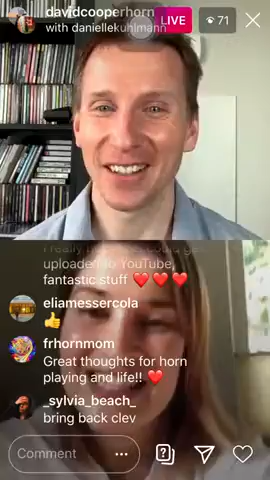 davidcooperhorn
with daniellekuhlmann
LIVE
71
uploaded to YouTube,
fantastic stuff ❤️❤️❤️
eliamessercola
👍
frhornmom
Great thoughts for horn
playing and life!! ❤️
_sylvia_beach_
bring back clev
Comment